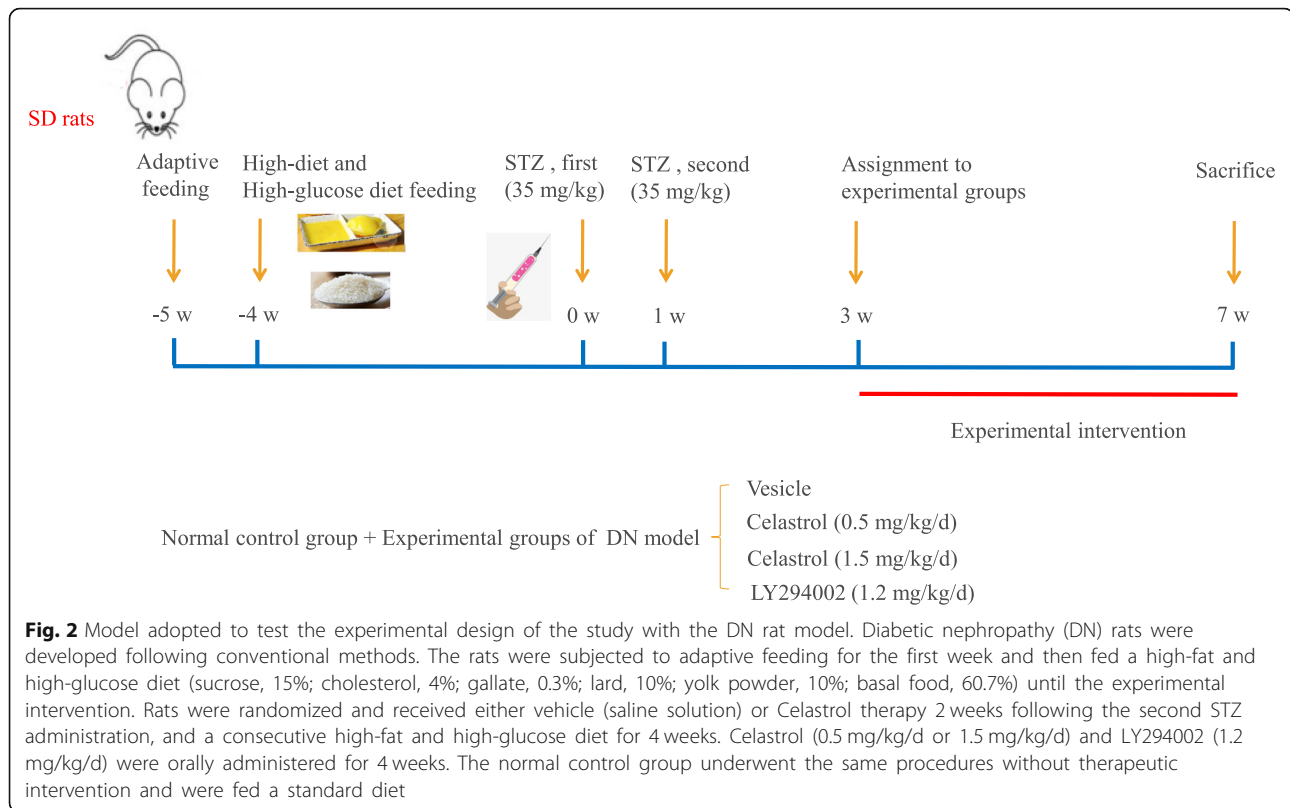 SD rats
Adaptive
feeding
High-diet and
High-glucose diet feeding
STZ , first
(35 mg/kg)
STZ , second
(35 mg/kg)
Assignment to
experimental groups
Sacrifice
-5 w
-4 w
0 w
1 w
3 w
7 w
Experimental intervention
Normal control group + Experimental groups of DN model
Vesicle
Celastrol (0.5 mg/kg/d)
Celastrol (1.5 mg/kg/d)
LY294002 (1.2 mg/kg/d)
Fig. 2 Model adopted to test the experimental design of the study with the DN rat model. Diabetic nephropathy (DN) rats were
developed following conventional methods. The rats were subjected to adaptive feeding for the first week and then fed a high-fat and
high-glucose diet (sucrose, 15%; cholesterol, 4%; gallate, 0.3%; lard, 10%; yolk powder, 10%; basal food, 60.7%) until the experimental
intervention. Rats were randomized and received either vehicle (saline solution) or Celastrol therapy 2 weeks following the second STZ
administration, and a consecutive high-fat and high-glucose diet for 4 weeks. Celastrol (0.5 mg/kg/d or 1.5 mg/kg/d) and LY294002 (1.2
mg/kg/d) were orally administered for 4 weeks. The normal control group underwent the same procedures without therapeutic
intervention and were fed a standard diet